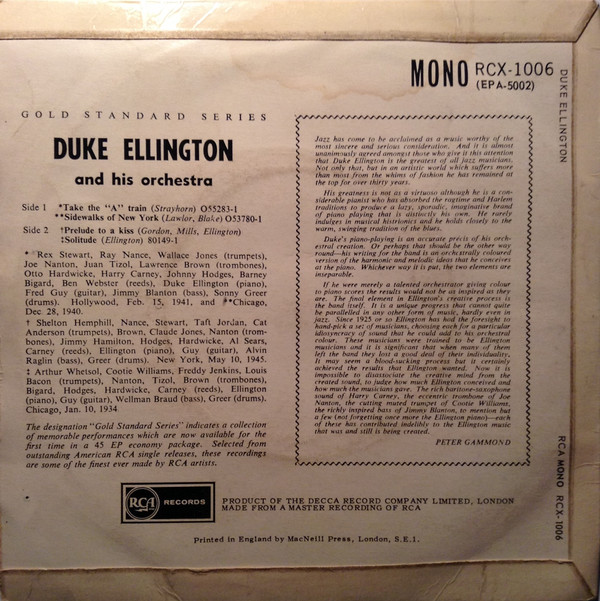 MONO RCX-1006
(EPA-5002)
GOLD STANDARD SERIES
DUKE ELLINGTON
and his orchestra
Side 1 *Take the "A" train (Strayhorn) O55283-1
**Sidewalks of New York (Lawlor, Blake) O53780-1
Side 2 †Prelude to a kiss (Gordon, Mills, Ellington)
‡Solitude (Ellington) 80149-1
* Rex Stewart, Ray Nance, Wallace Jones (trumpets),
Joe Nanton, Juan Tizol, Lawrence Brown (trombones),
Otto Hardwicke, Harry Carney, Johnny Hodges, Barney
Bigard, Ben Webster (reeds), Duke Ellington (piano),
Fred Guy (guitar), Jimmy Blanton (bass), Sonny Greer
(drums). Hollywood, Feb. 15, 1941, and **Chicago,
Dec 28, 1940.
† Shelton Hemphill, Nance, Stewart, Taft Jordan, Cat
Anderson (trumpets), Brown, Claude Jones, Nanton (trom-
bones), Jimmy Hamilton, Hodges, Hardwicke, Al Sears,
Carney (reeds), Ellington (piano), Guy (guitar), Alvin
Raglin (bass), Greer (drums). New York, May 10, 1945.
‡ Arthur Whetsol, Cootie Williams, Freddy Jenkins, Louis
Bacon (trumpets), Nanton, Tizol, Brown (trombones),
Bigard, Hodges, Hardwicke, Carney (reeds), Ellington
(piano), Guy (guitar), Wellman Braud (bass), Greer (drums).
Chicago, Jan. 10, 1934
The designation "Gold Standard Series" indicates a collection
of memorable performances which are now available for the
first time in a 45 EP economy package. Selected from
outstanding American RCA single releases, these recordings
are some of the finest ever made by RCA artists.
Jazz has come to be acclaimed as a music worthy of the
most sincere and serious consideration. And it is almost
unanimously agreed amongst those who give it this attention
that Duke Ellington is the greatest of all jazz musicians.
Not only that, but in an artistic world which suffers more
than most from the whims of fashion he has remained at
the top for over thirty years.
His greatness is not as a virtuoso although he is a con-
siderable pianist who has absorbed the ragtime and Harlem
traditions to produce a lazy, sporadic, imaginative brand
of piano playing that is distinctly his own. He rarely
indulges in musical histrionics and he holds closely to the
warm, swinging tradition of the blues.
Duke's piano-playing is an accurate précis of his orch-
estral creation. Or perhaps that should be the other way
round—his writing for the band is an orchestrally coloured
version of the harmonic and melodic ideas that he conceives
at the piano. Whichever way it is put, the two elements are
inseparable.
If he were merely a talented orchestrator giving colour
to piano scores the results would not be as inspired as they
are. The final element in Ellington's creative process is
the band itself. It is a unique progress that cannot quite
be parallelled in any other form of music, hardly even in
jazz. Since 1925 or so Ellington has had the foresight to
hand-pick a set of musicians, choosing each for a particular
idiosyncracy of sound that he could add to his orchestral
colour. These musicians were trained to be Ellington
musicians and it is significant that when many of them
left the band they lost a good deal of their individuality.
It may seem a blood-sucking process but it certainly
achieved the results that Ellington wanted. Now it is
impossible to disassociate the creative mind from the
created sound, to judge how much Ellington conceived and
how much the musicians gave. The rich baritone-saxophone
sound of Harry Carney, the eccentric trombone of Joe
Nanton, the cutting muted trumpet of Cootie Williams,
the richly inspired bass of Jimmy Blanton, to mention but
a few (not forgetting once more the Ellington piano)—each
of these has contributed indelibly to the Ellington music
that was and still is being created.
PETER GAMMOND
RCA RECORDS
PRODUCT OF THE DECCA RECORD COMPANY LIMITED, LONDON
MADE FROM A MASTER RECORDING OF RCA
Printed in England by MacNeill Press, London, S.E.1.
DUKE ELLINGTON
RCA MONO RCX-1006